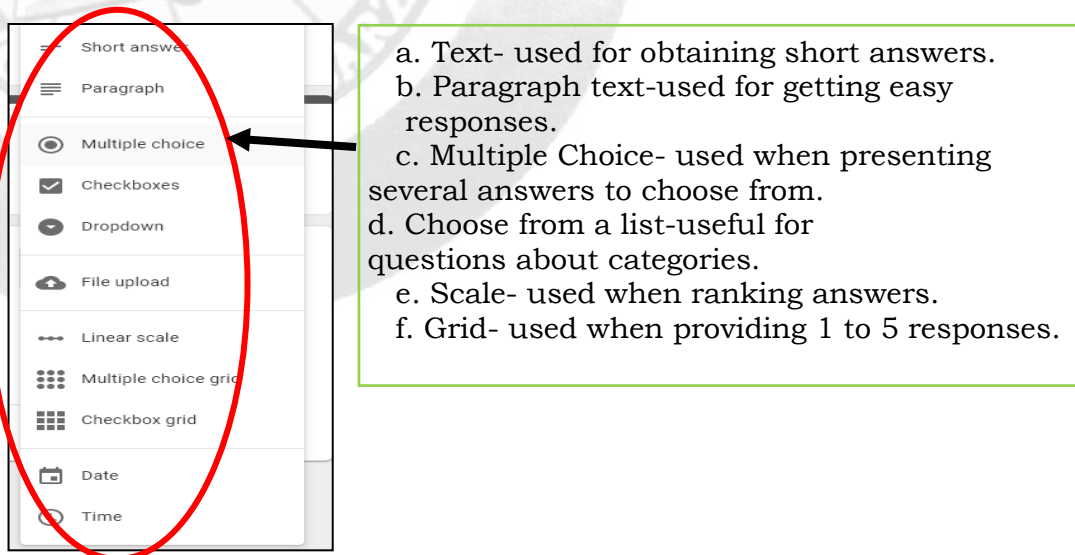 Short answer
Paragraph
Multiple choice
Checkboxes
Dropdown
File upload
Linear scale
Multiple choice grid
Checkbox grid
Date
Time
a. Text- used for obtaining short answers.
b. Paragraph text-used for getting easy
responses.
c. Multiple Choice- used when presenting
several answers to choose from.
d. Choose from a list-useful for
questions about categories.
e. Scale- used when ranking answers.
f. Grid- used when providing 1 to 5 responses.